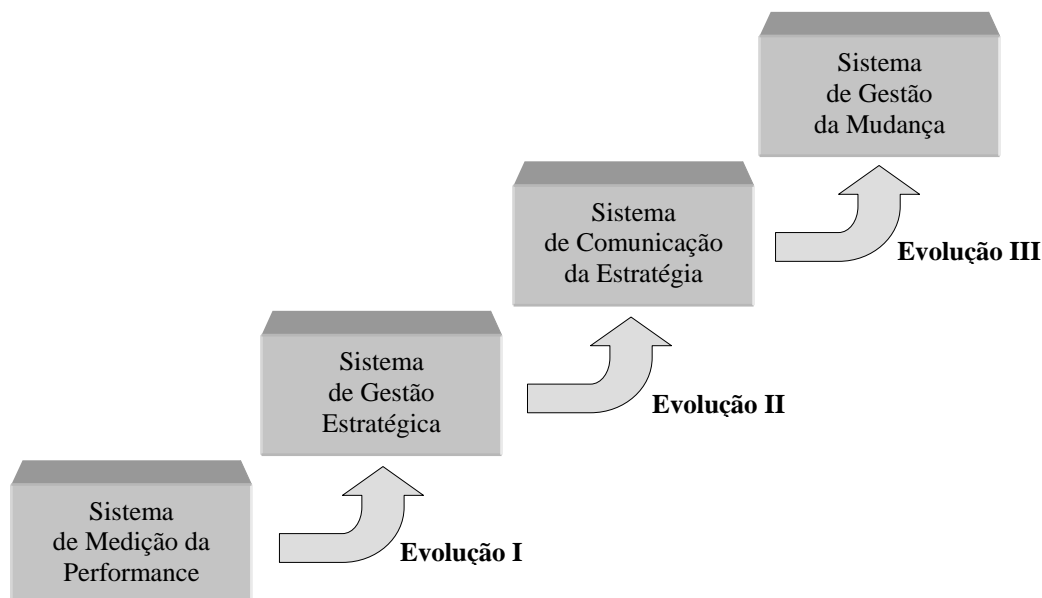 Sistema
de Gestão
da Mudança
Sistema
de Comunicação
da Estratégia
Evolução III
Sistema
de Gestão
Estratégica
Evolução II
Sistema
de Medição da
Performance
Evolução I